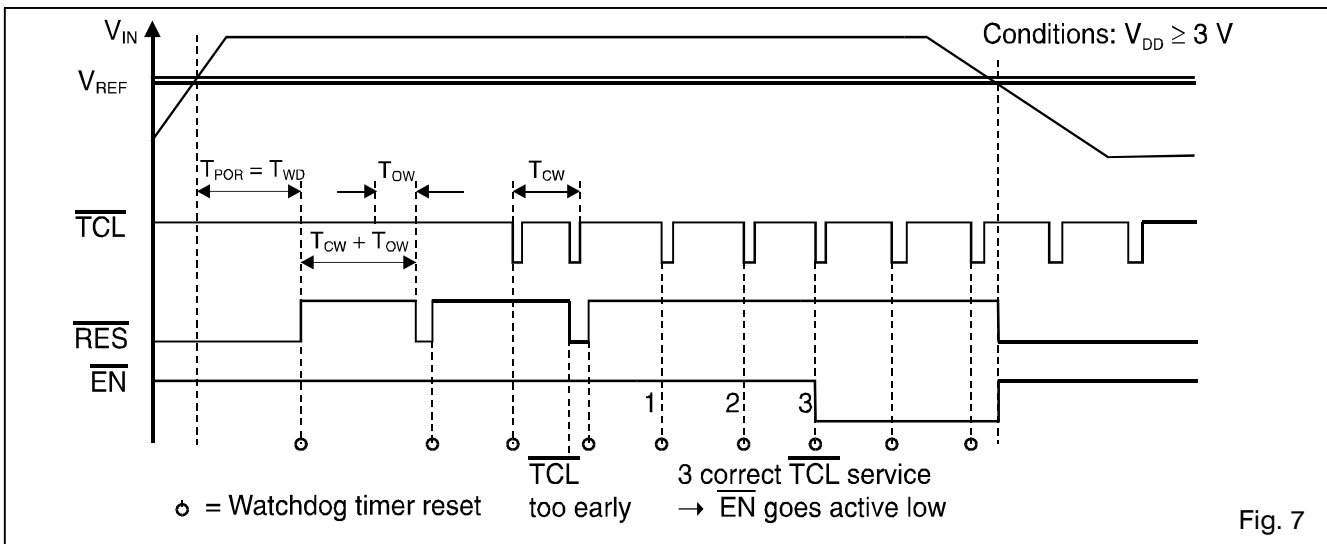 V_IN
Conditions: V_DD ≥ 3 V
V_REF
T_POR = T_WD
T_OW
T_CW
TCL
T_CW + T_OW
RES
EN
1
2
3
TCL
too early
3 correct TCL service
→ EN goes active low
= Watchdog timer reset
Fig. 7